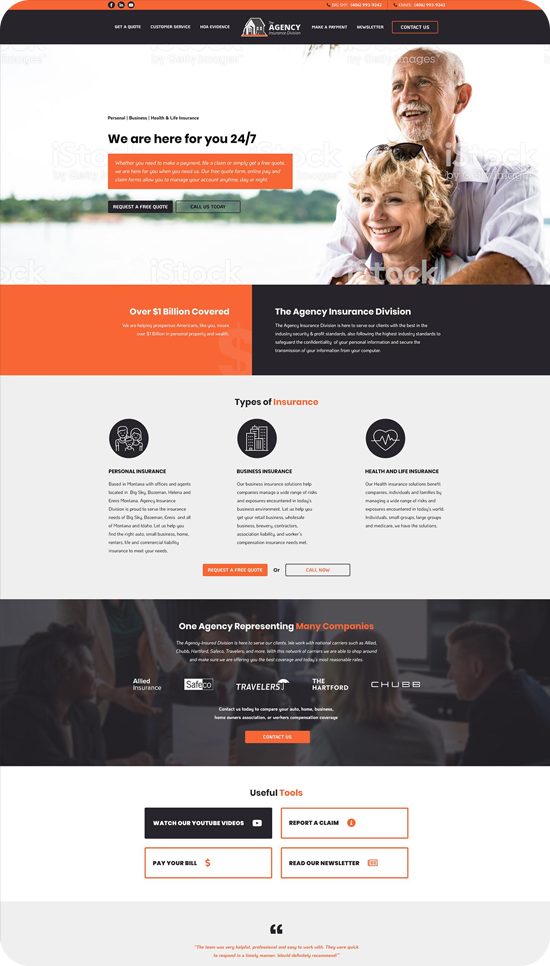 BIG SKY: (406) 993-9242
ENNIS: (406) 993-9242
GET A QUOTE
CUSTOMER SERVICE
HOA EVIDENCE
The
AGENCY
Insurance Division
MAKE A PAYMENT
NEWSLETTER
CONTACT US
iStock
by Getty Images™
Personal | Business | Health & Life Insurance
We are here for you 24/7
Whether you need to make a payment, file a claim or simply get a free quote,
we are here for you when you need us. Our free quote form, online pay and
claim forms allow you to manage your account anytime, day or night.
REQUEST A FREE QUOTE
CALL US TODAY
iStock
iStock
iStock
Over $1 Billion Covered
We are helping prosperous Americans, like you, insure
over $1 Billion in personal property and wealth.
$
The Agency Insurance Division
The Agency Insurance Division is here to serve our clients with the best in the
industry security & profit standards, also following the highest industry standards to
safeguard the confidentiality of your personal information and secure the
transmission of your information from your computer.
Types of Insurance
PERSONAL INSURANCE
Based in Montana with offices and agents
located in Big Sky, Bozeman, Helena and
Ennis Montana. Agency Insurance
Division is proud to serve the insurance
needs of Big Sky, Bozeman, Ennis and all
of Montana and Idaho. Let us help you
find the right auto, small business, home,
renters, life and commercial liability
insurance to meet your needs.
BUSINESS INSURANCE
Our business insurance solutions help
companies manage a wide range of risks
and exposures encountered in today's
business environment. Let us help you
get your retail business, wholesale
business, brewery, contractors,
association liability, and worker's
compensation insurance needs met.
HEALTH AND LIFE INSURANCE
Our Health insurance solutions benefit
companies, individuals and families by
managing a wide range of risks and
exposures encountered in today's world.
Individuals, small groups, large groups
and medicare, we have the solutions.
REQUEST A FREE QUOTE
Or
CALL NOW
One Agency Representing Many Companies
The Agency-Insured Division is here to serve our clients. We work with national carriers such as Allied,
Chubb, Hartford, Safeco, Travelers, and more. With this network of carriers we are able to shop around
and make sure we are offering you the best coverage and today's most reasonable rates.
Allied
Insurance
Safeco
TRAVELERS
THE
HARTFORD
CHUBB
Contact us today to compare your auto, home, business,
home owners association, or workers compensation coverage
CONTACT US
Useful Tools
WATCH OUR YOUTUBE VIDEOS
REPORT A CLAIM
PAY YOUR BILL
$
READ OUR NEWSLETTER
"The team was very helpful, professional and easy to work with. They were quick
to respond in a timely manner. Would definitely recommend!"